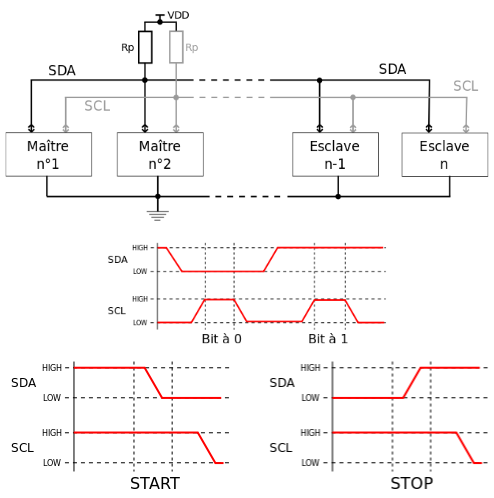 VDD
Rp Rp
SDA SDA
SCL SCL
Maître
n°1
Maître
n°2
Esclave
n-1
Esclave
n
HIGH
SDA
LOW
HIGH
SCL
LOW
Bit à 0 Bit à 1
HIGH HIGH
SDA SDA
LOW LOW
HIGH HIGH
SCL SCL
LOW LOW
START STOP